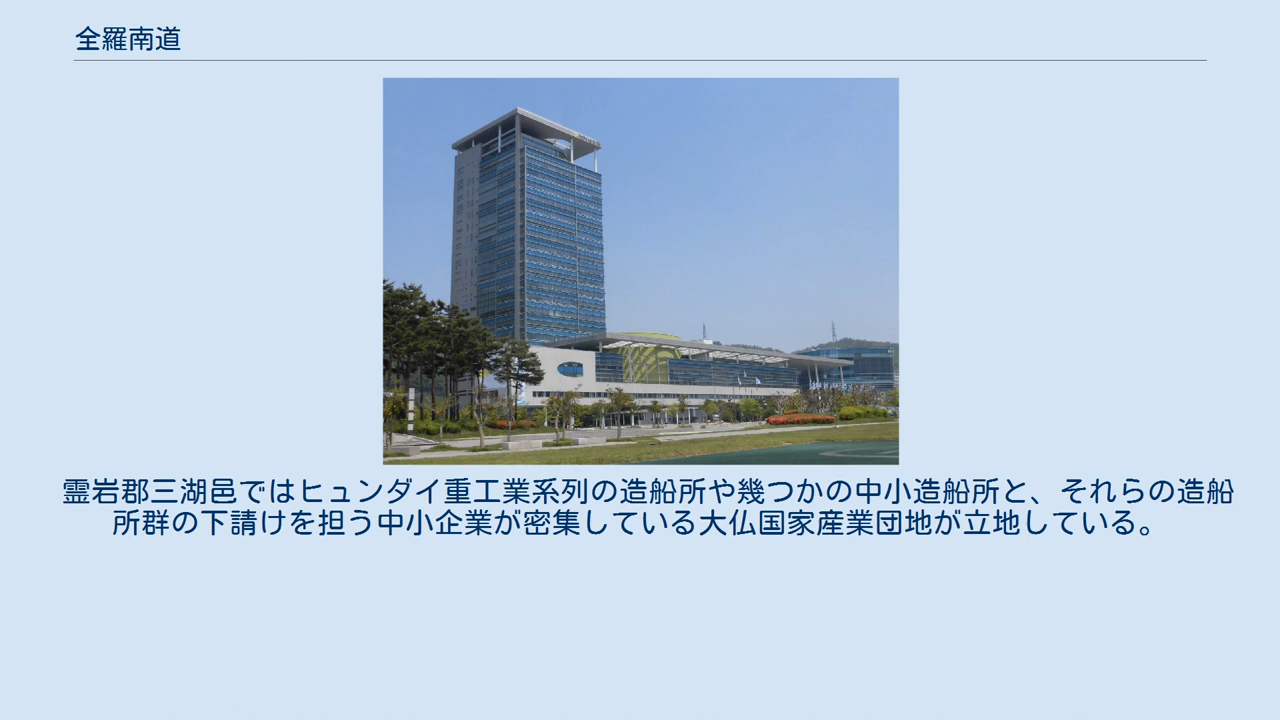 全羅南道
霊岩郡三湖邑ではヒュンダイ重工業系列の造船所や幾つかの中小造船所と、それらの造船
所群の下請けを担う中小企業が密集している大仏国家産業団地が立地している。